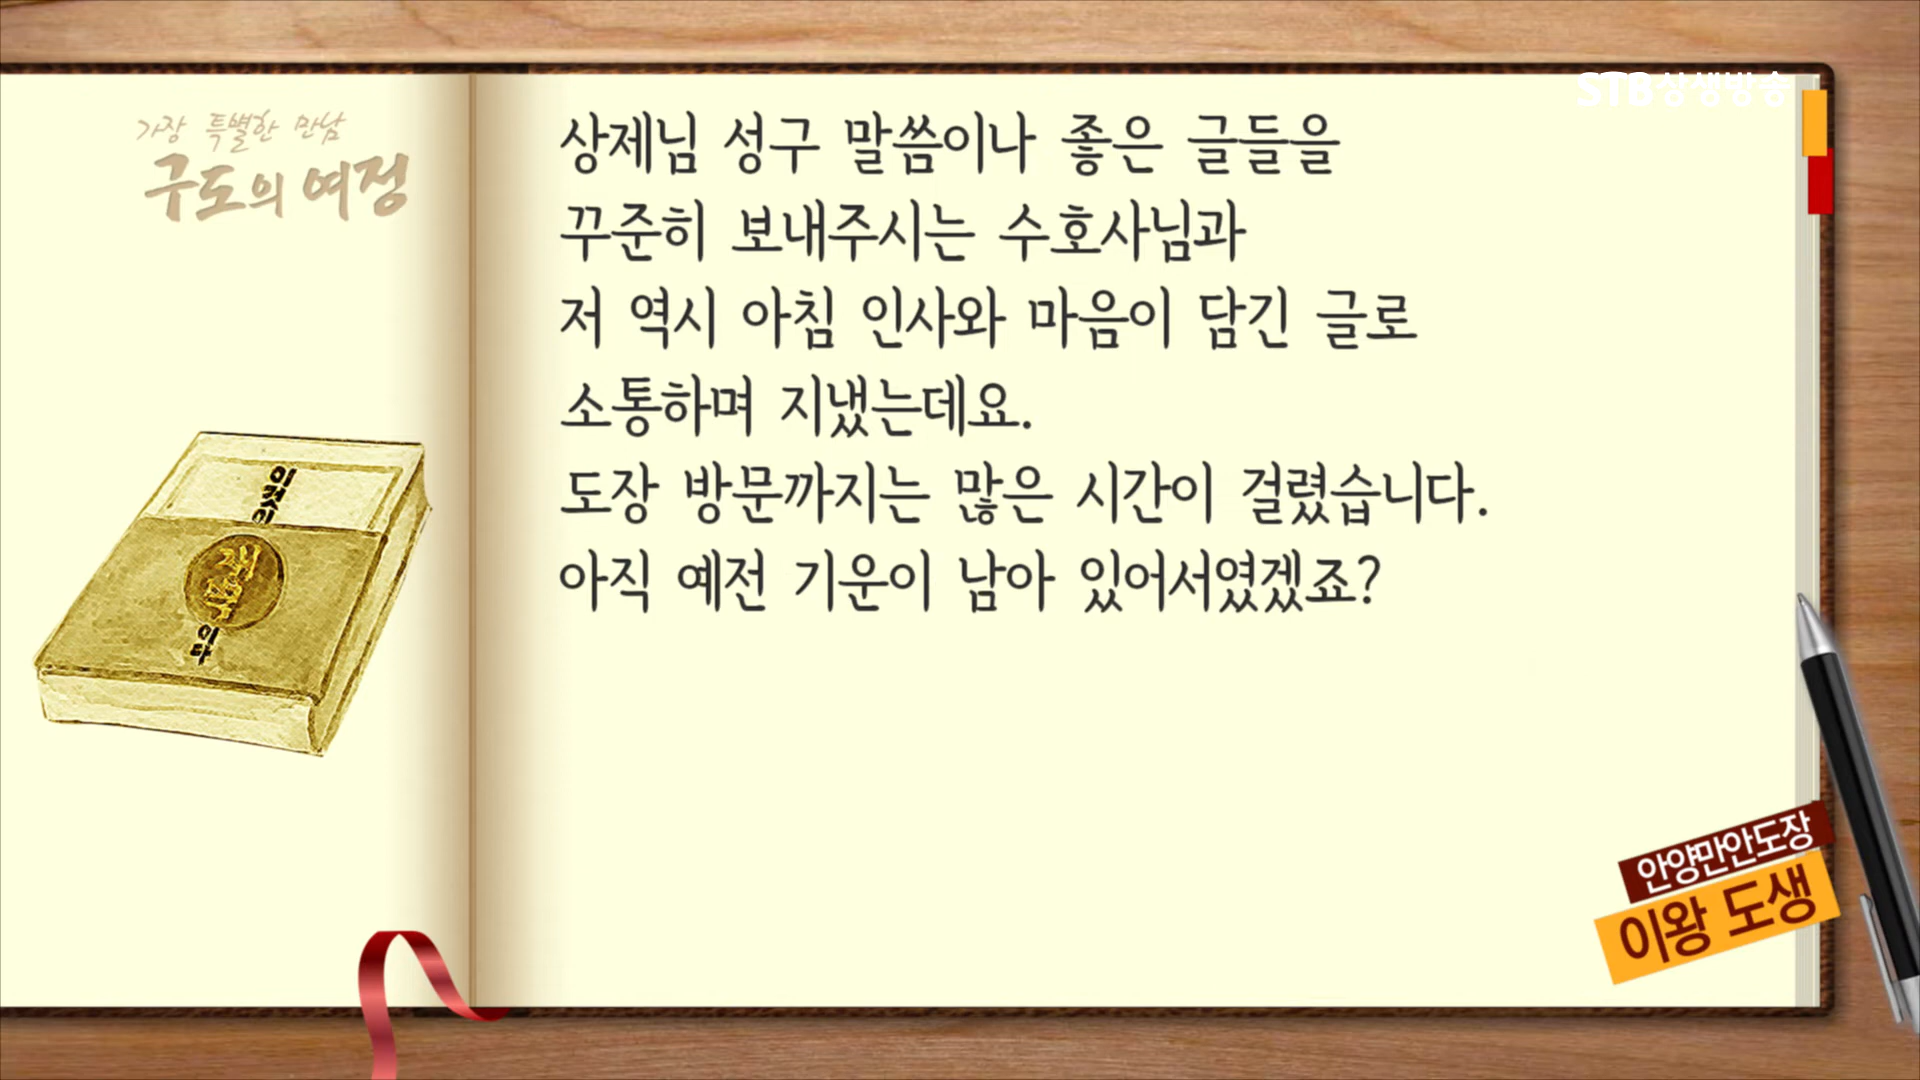 STB상생방송
가장 특별한 만남
구도의 여정
상제님 성구 말씀이나 좋은 글들을
꾸준히 보내주시는 수호사님과
저 역시 아침 인사와 마음이 담긴 글로
소통하며 지냈는데요.
도장 방문까지는 많은 시간이 걸렸습니다.
아직 예전 기운이 남아 있어서였겠죠?
이것이
개벽
이다
안양만안도장
이왕 도생